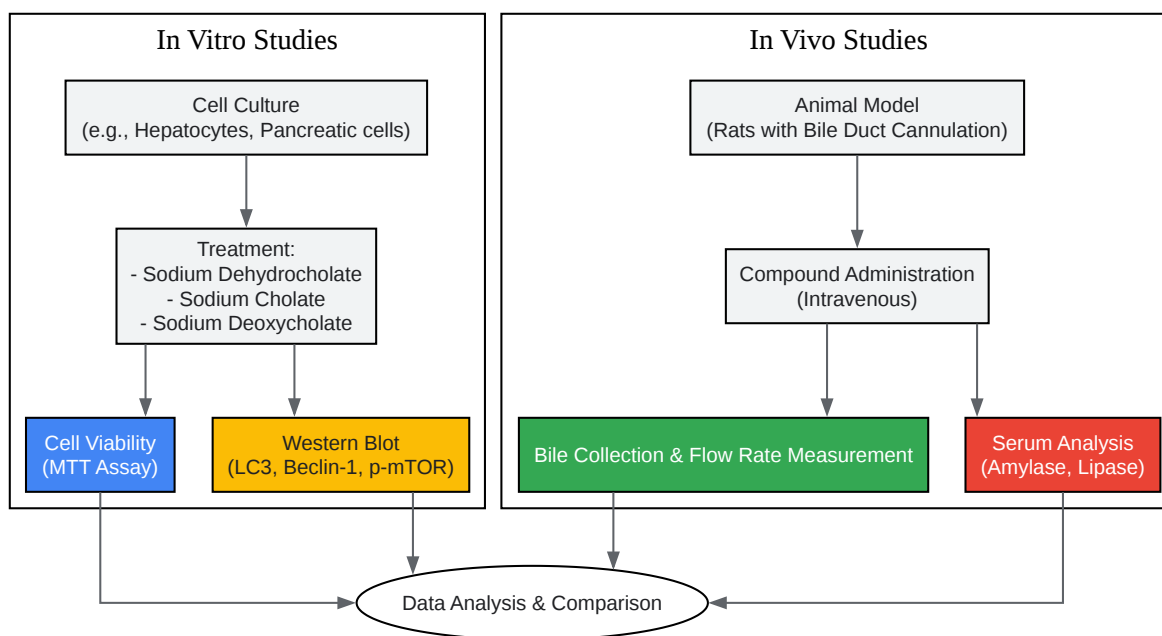 In Vitro Studies
Cell Culture
(e.g., Hepatocytes, Pancreatic cells)
Treatment:
- Sodium Dehydrocholate
- Sodium Cholate
- Sodium Deoxycholate
Cell Viability
(MTT Assay)
Western Blot
(LC3, Beclin-1, p-mTOR)
In Vivo Studies
Animal Model
(Rats with Bile Duct Cannulation)
Compound Administration
(Intravenous)
Bile Collection & Flow Rate Measurement
Serum Analysis
(Amylase, Lipase)
Data Analysis & Comparison